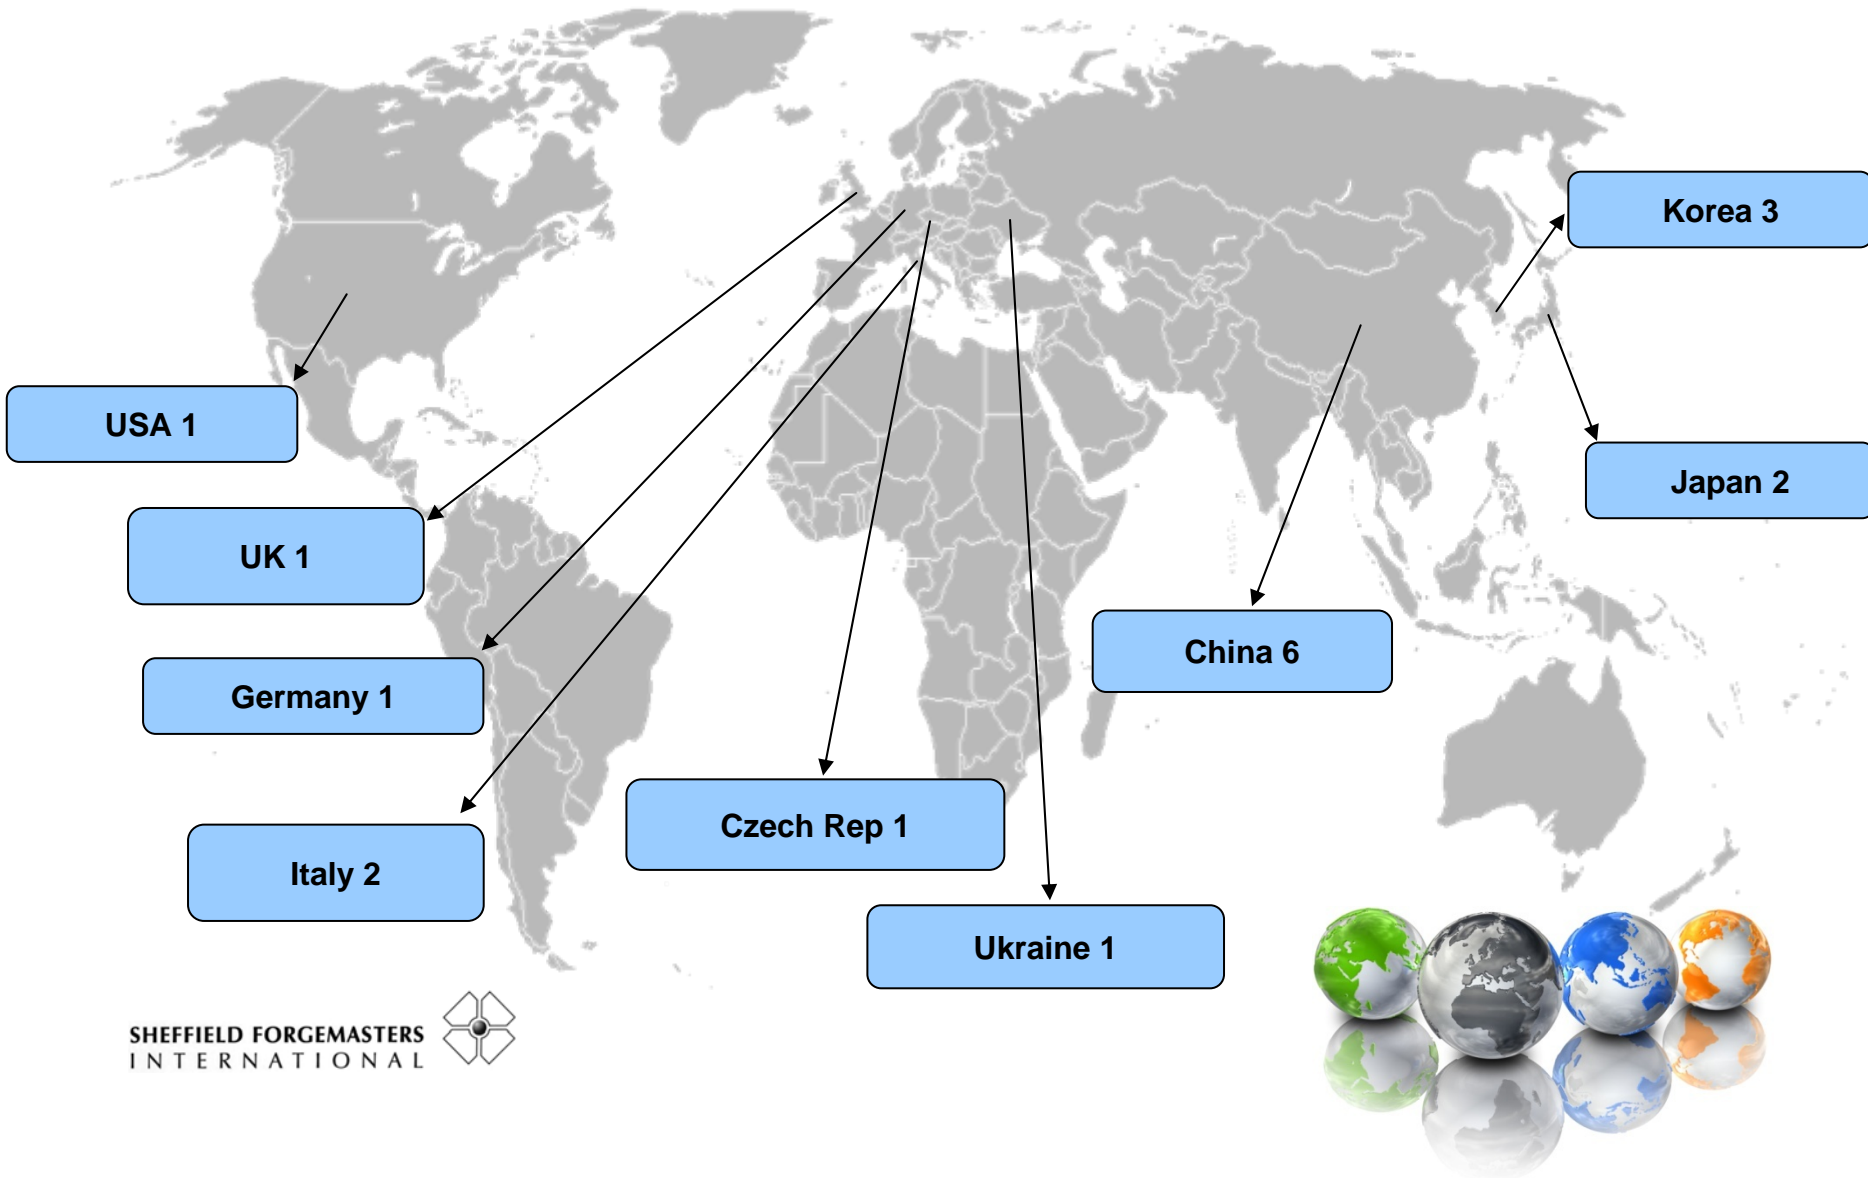 Korea 3
USA 1
Japan 2
UK 1
China 6
Germany 1
Czech Rep 1
Italy 2
Ukraine 1
SHEFFIELD FORGEMASTERS
INTERNATIONAL